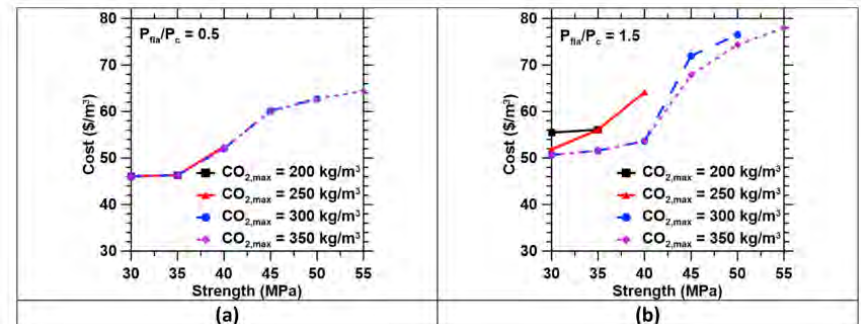 P_fla/P_c = 0.5
80
70
60
50
40
30
Cost ($/m³)
CO₂,max = 200 kg/m³
CO₂,max = 250 kg/m³
CO₂,max = 300 kg/m³
CO₂,max = 350 kg/m³
30 35 40 45 50 55
Strength (MPa)
(a)
P_fla/P_c = 1.5
80
70
60
50
40
30
Cost ($/m³)
CO₂,max = 200 kg/m³
CO₂,max = 250 kg/m³
CO₂,max = 300 kg/m³
CO₂,max = 350 kg/m³
30 35 40 45 50 55
Strength (MPa)
(b)